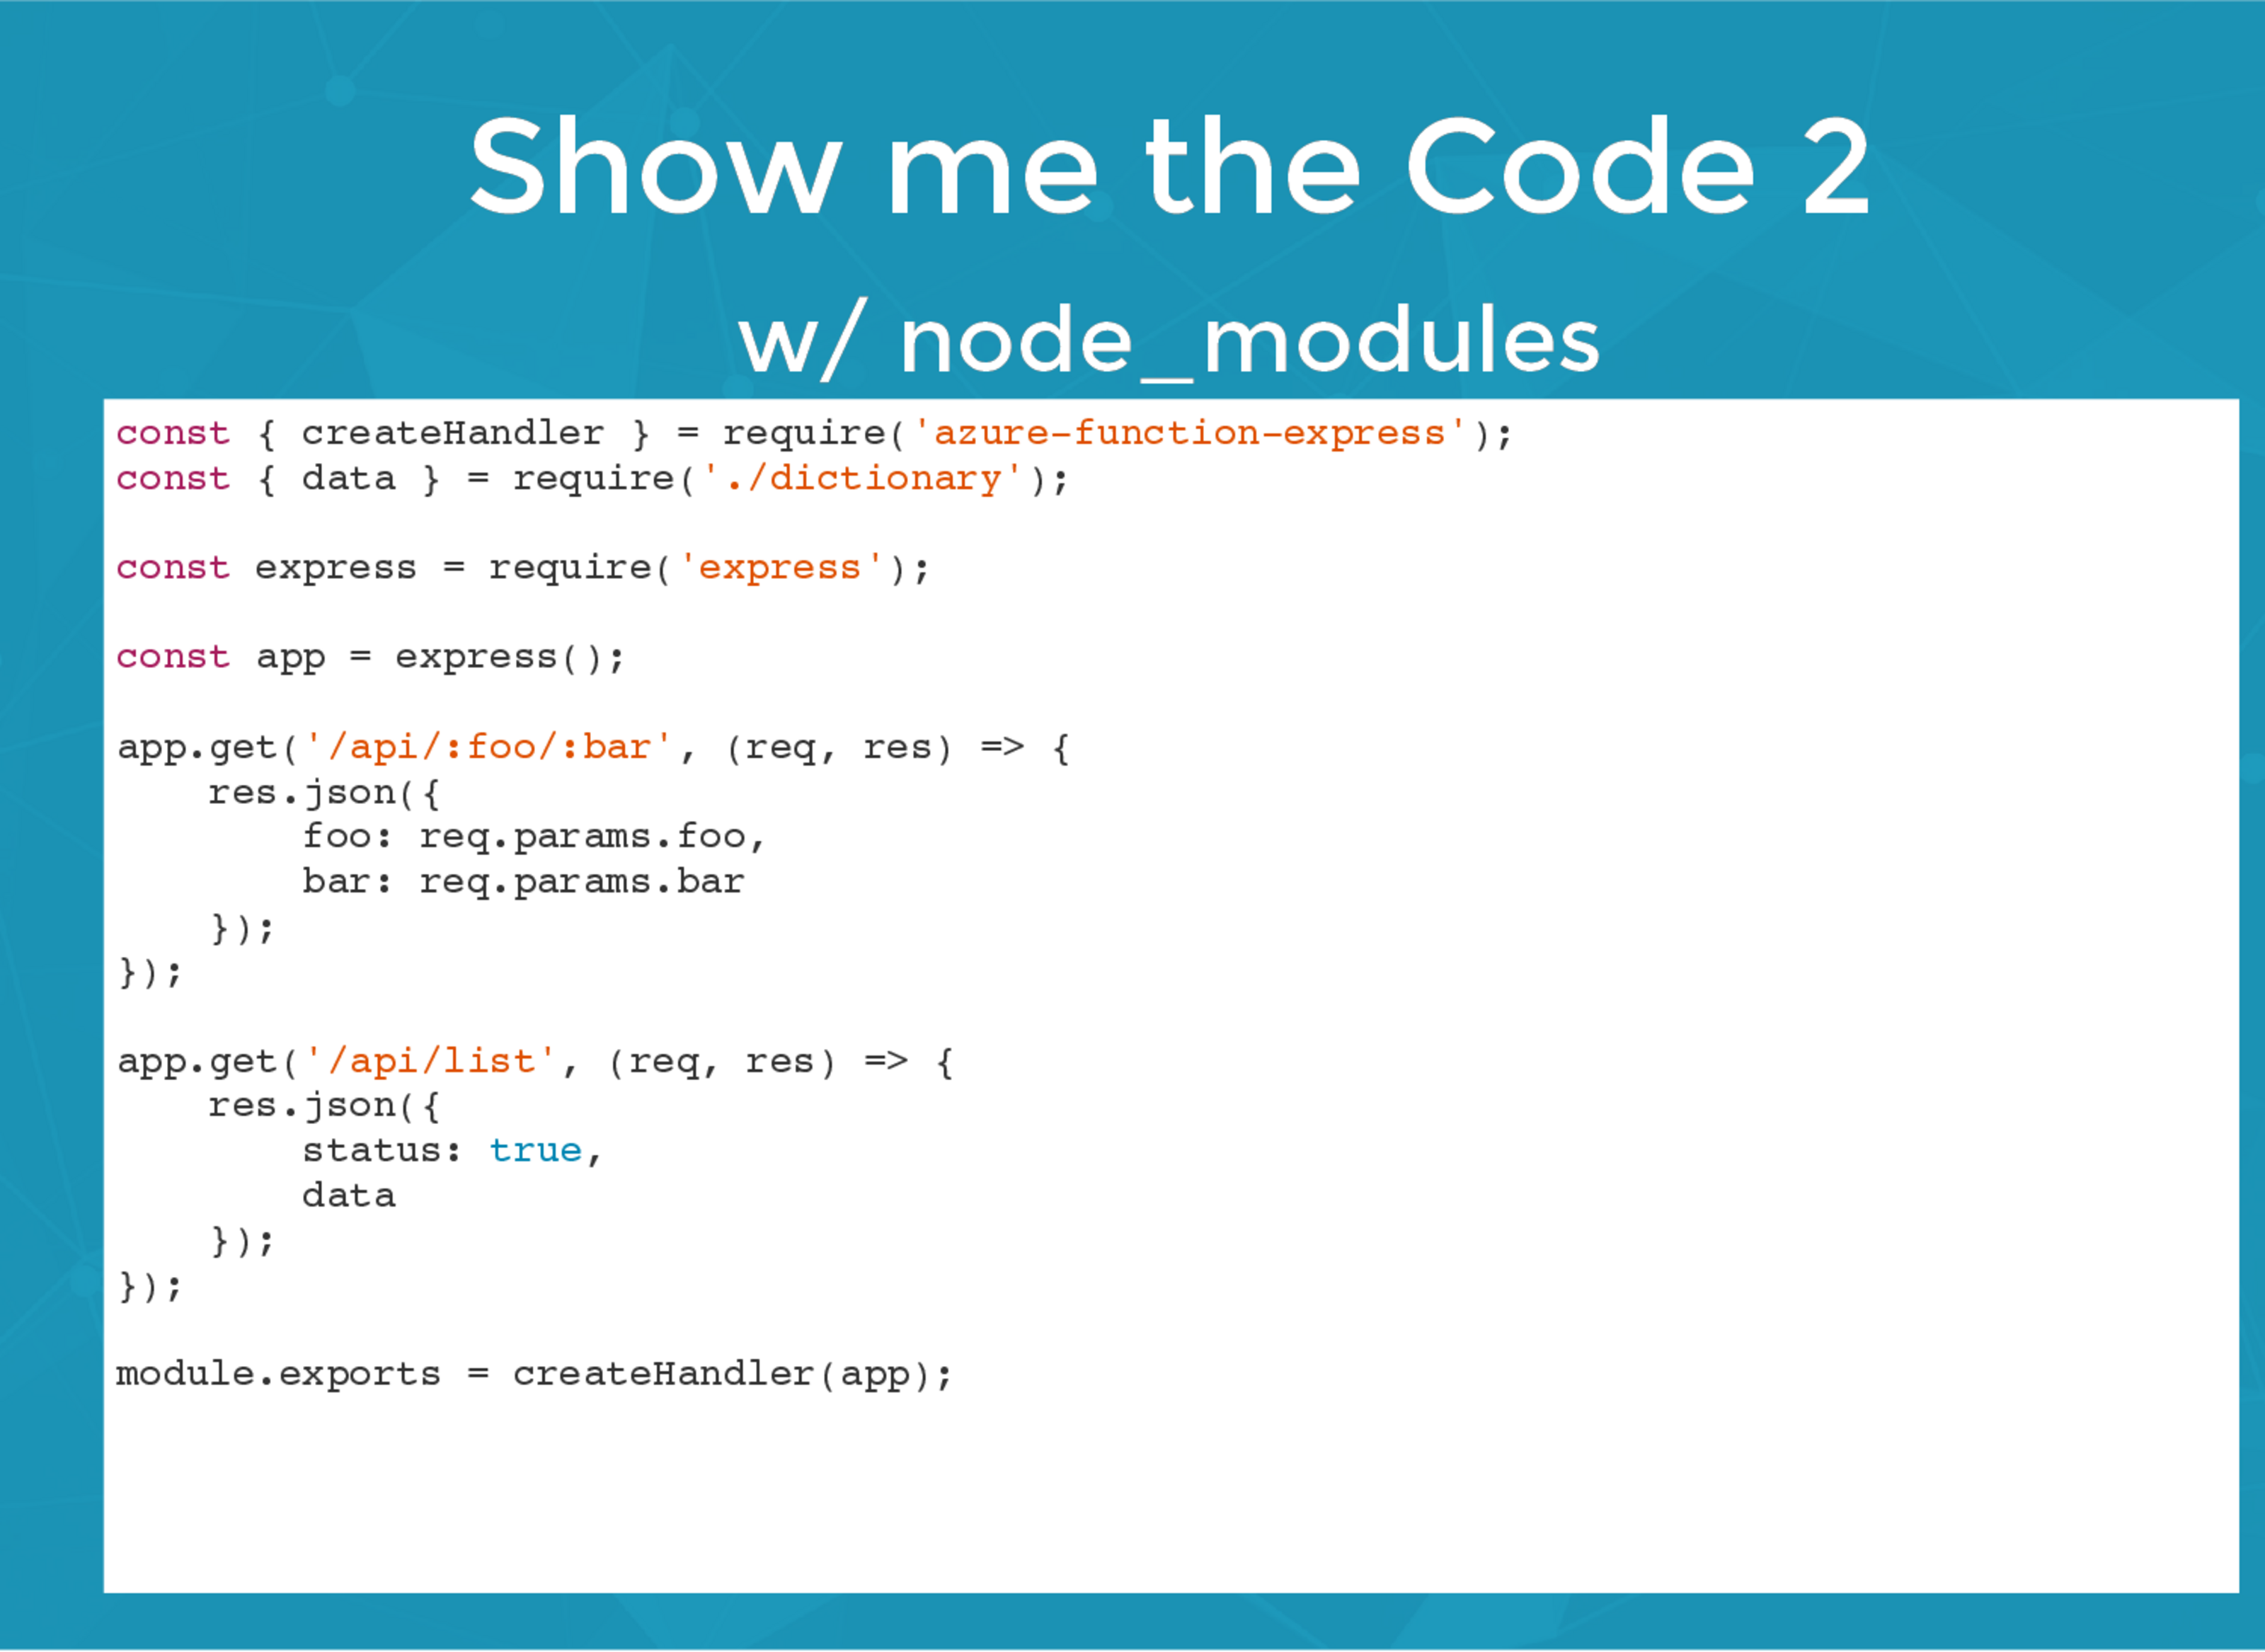 Show me the Code 2
w/ node_modules
const { createHandler } = require('azure-function-express');
const { data } = require('./dictionary');
const express = require('express');
const app = express();
app.get('/api/:foo/:bar', (req, res) => {
    res.json({
        foo: req.params.foo,
        bar: req.params.bar
    });
});
app.get('/api/list', (req, res) => {
    res.json({
        status: true,
        data
    });
});
module.exports = createHandler(app);